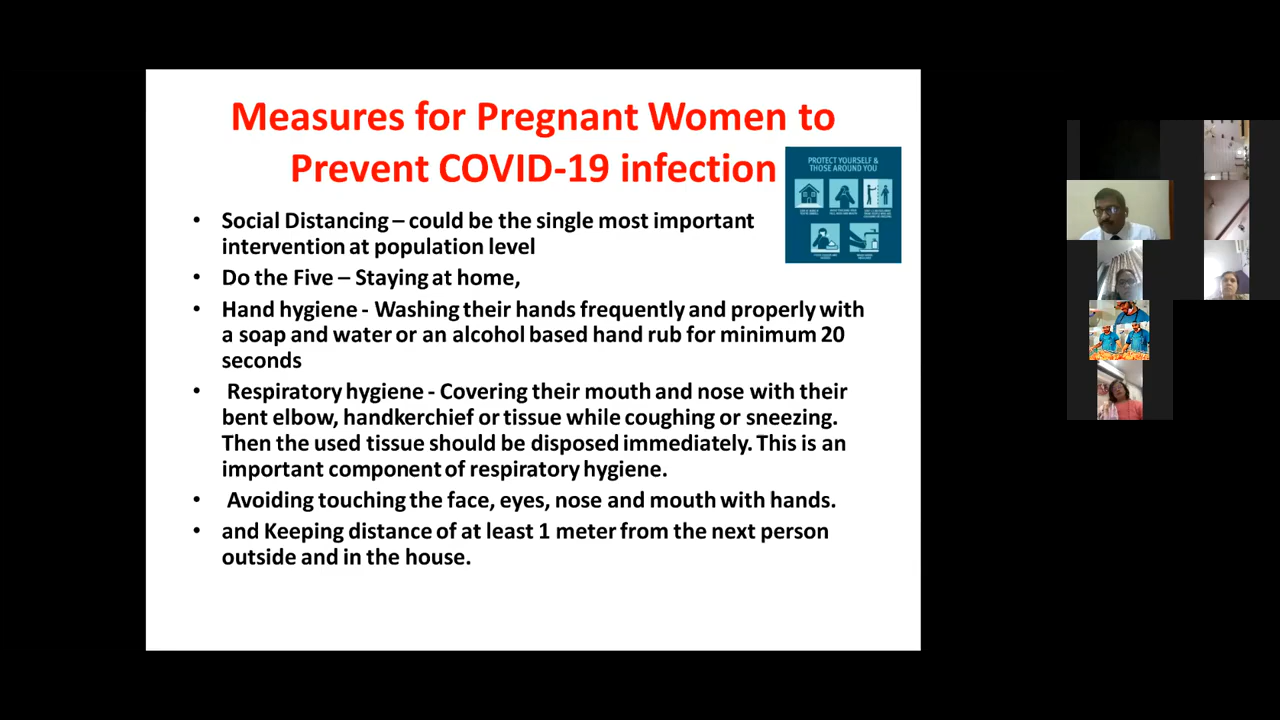 Measures for Pregnant Women to
Prevent COVID-19 infection
PROTECT YOURSELF &
THOSE AROUND YOU
• Social Distancing – could be the single most important
intervention at population level
• Do the Five – Staying at home,
• Hand hygiene - Washing their hands frequently and properly with
a soap and water or an alcohol based hand rub for minimum 20
seconds
• Respiratory hygiene - Covering their mouth and nose with their
bent elbow, handkerchief or tissue while coughing or sneezing.
Then the used tissue should be disposed immediately. This is an
important component of respiratory hygiene.
• Avoiding touching the face, eyes, nose and mouth with hands.
• and Keeping distance of at least 1 meter from the next person
outside and in the house.